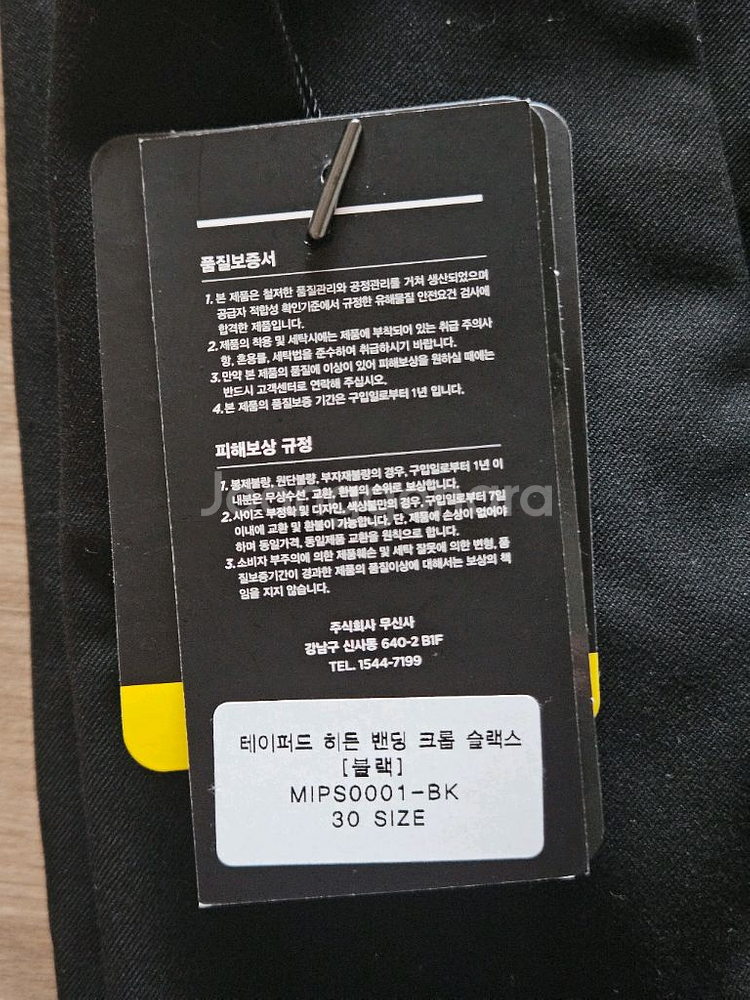 품질보증서
1. 본 제품은 철저한 품질관리와 공정관리를 거쳐 생산되었으며
공급자 적합성 확인기준에서 규정한 유해물질 안전요건 검사에
합격한 제품입니다.
2. 제품의 착용 및 세탁시에는 제품에 부착되어 있는 취급 주의사
항, 혼용률, 세탁법을 준수하여 취급하시기 바랍니다.
3. 만약 본 제품의 품질에 이상이 있어 피해보상을 원하실 때에는
반드시 고객센터로 연락해 주십시오.
4. 본 제품의 품질보증 기간은 구입일로부터 1년 입니다.
피해보상 규정
1. 봉제불량, 원단불량, 부자재불량의 경우, 구입일로부터 1년 이
내분은 무상수선, 교환, 환불의 순위로 보상합니다.
2. 사이즈 부정확 및 디자인, 색상불만의 경우, 구입일로부터 7일
이내에 교환 및 환불이 가능합니다. 단, 제품에 손상이 없어야
하며 동일가격, 동일제품 교환을 원칙으로 합니다.
3. 소비자 부주의에 의한 제품훼손 및 세탁 잘못에 의한 변형, 품
질보증기간이 경과한 제품의 품질이상에 대해서는 보상의 책
임을 지지 않습니다.
주식회사 무신사
강남구 신사동 640-2 B1F
TEL. 1544-7199
테이퍼드 히든 밴딩 크롭 슬랙스
[블랙]
MIPS0001-BK
30 SIZE